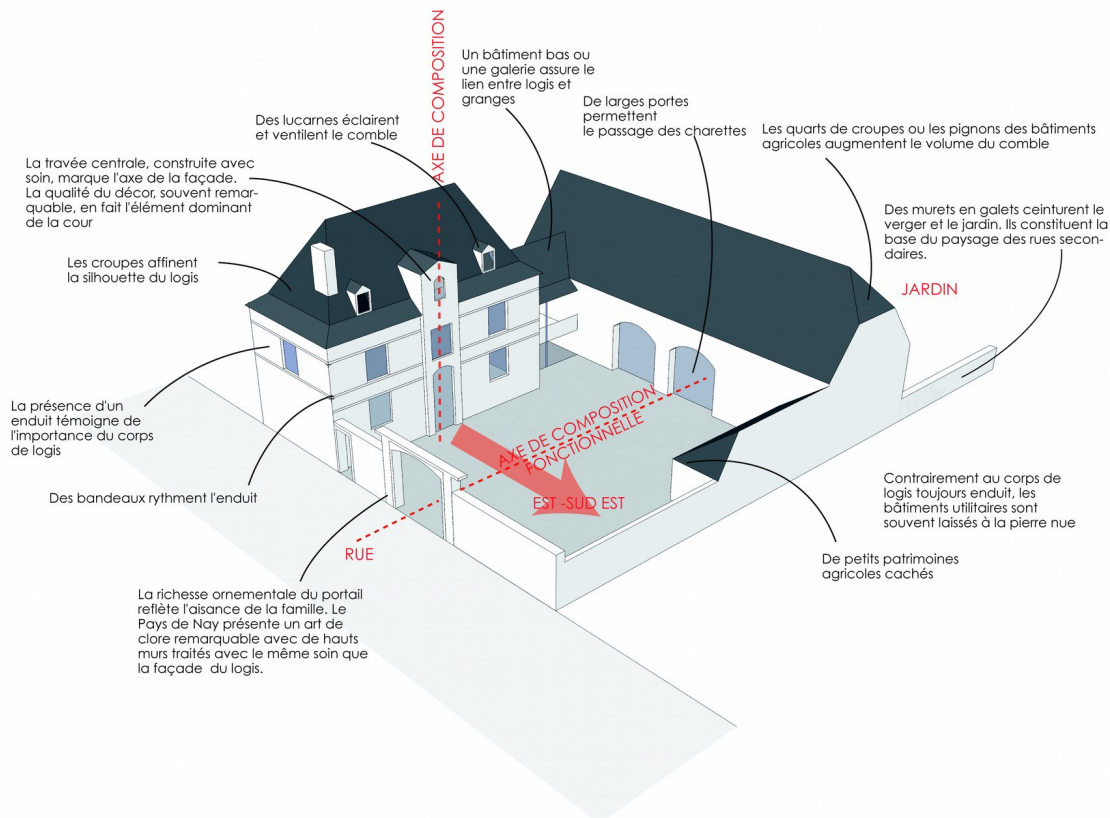 AXE DE COMPOSITION
Un bâtiment bas ou
une galerie assure le
lien entre logis et
granges
De larges portes
permettent
le passage des charettes
Des lucarnes éclairent
et ventilent le comble
Les quarts de croupes ou les pignons des bâtiments
agricoles augmentent le volume du comble
La travée centrale, construite avec
soin, marque l'axe de la façade.
La qualité du décor, souvent remar-
quable, en fait l'élément dominant
de la cour
Des murets en galets ceinturent le
verger et le jardin. Ils constituent la
base du paysage des rues secon-
daires.
Les croupes affinent
la silhouette du logis
JARDIN
La présence d'un
enduit témoigne de
l'importance du corps
de logis
AXE DE COMPOSITION
FONCTIONNELLE
Des bandeaux rythment l'enduit
EST -SUD EST
Contrairement au corps de
logis toujours enduit, les
bâtiments utilitaires sont
souvent laissés à la pierre nue
RUE
De petits patrimoines
agricoles cachés
La richesse ornementale du portail
reflète l'aisance de la famille. Le
Pays de Nay présente un art de
clore remarquable avec de hauts
murs traités avec le même soin que
la façade du logis.